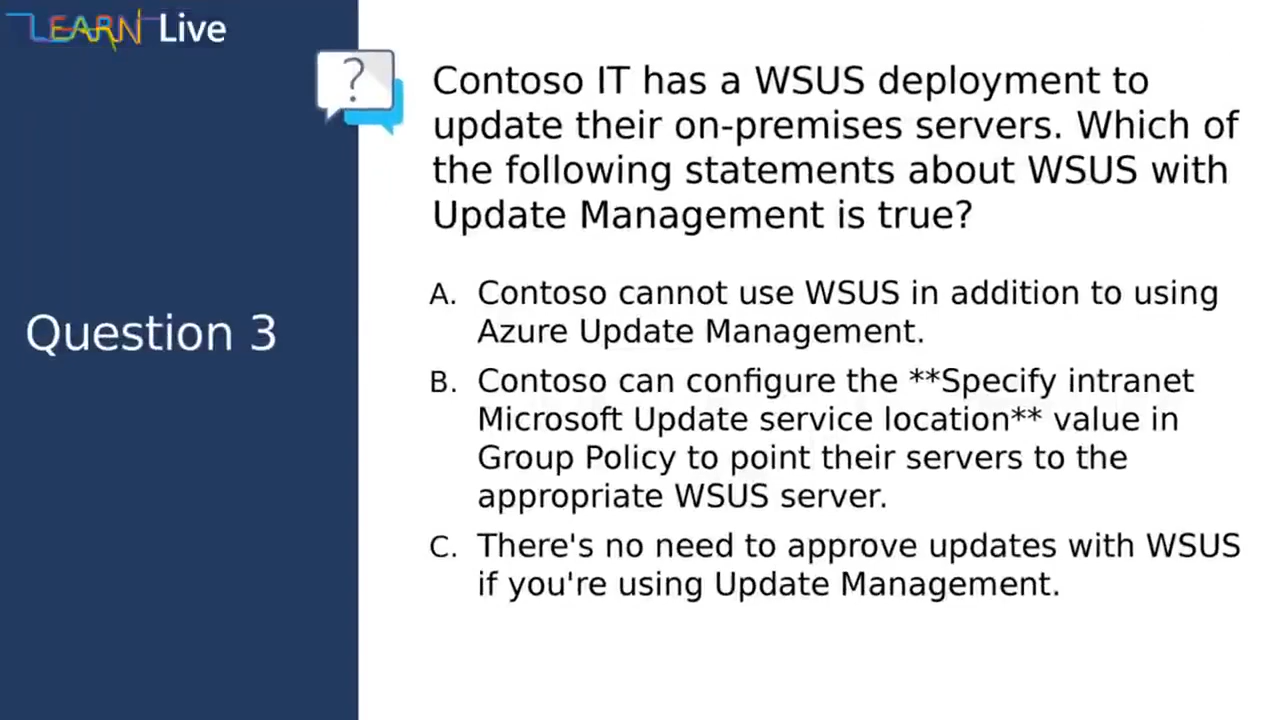 LEARN Live
?
Contoso IT has a WSUS deployment to
update their on-premises servers. Which of
the following statements about WSUS with
Update Management is true?
Question 3
A. Contoso cannot use WSUS in addition to using
Azure Update Management.
B. Contoso can configure the **Specify intranet
Microsoft Update service location** value in
Group Policy to point their servers to the
appropriate WSUS server.
C. There's no need to approve updates with WSUS
if you're using Update Management.